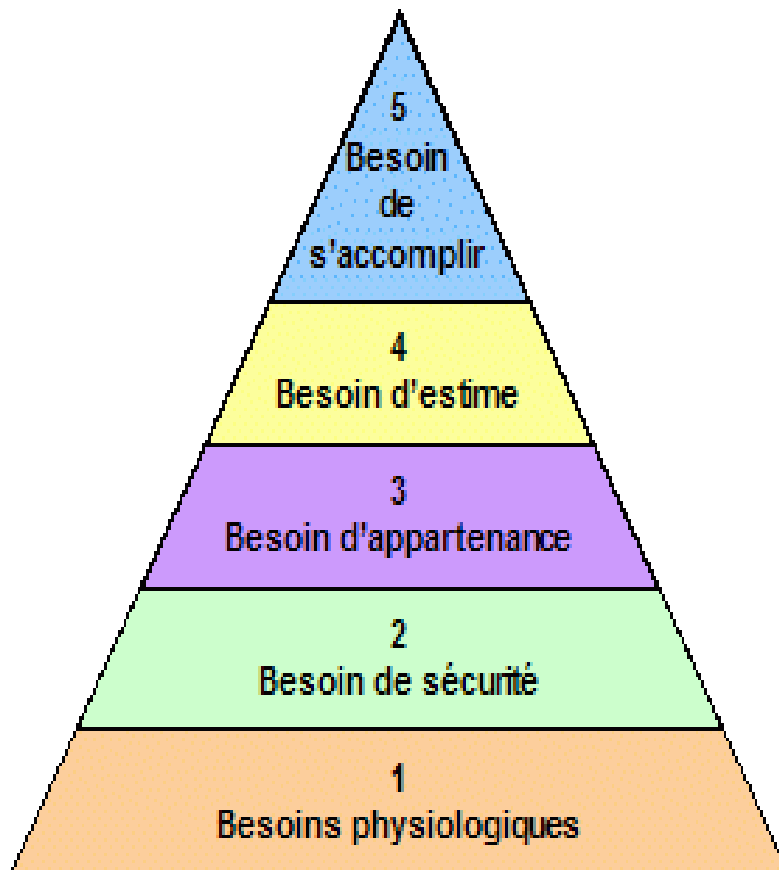 5
Besoin
de
s'accomplir
4
Besoin d'estime
3
Besoin d'appartenance
2
Besoin de sécurité
1
Besoins physiologiques